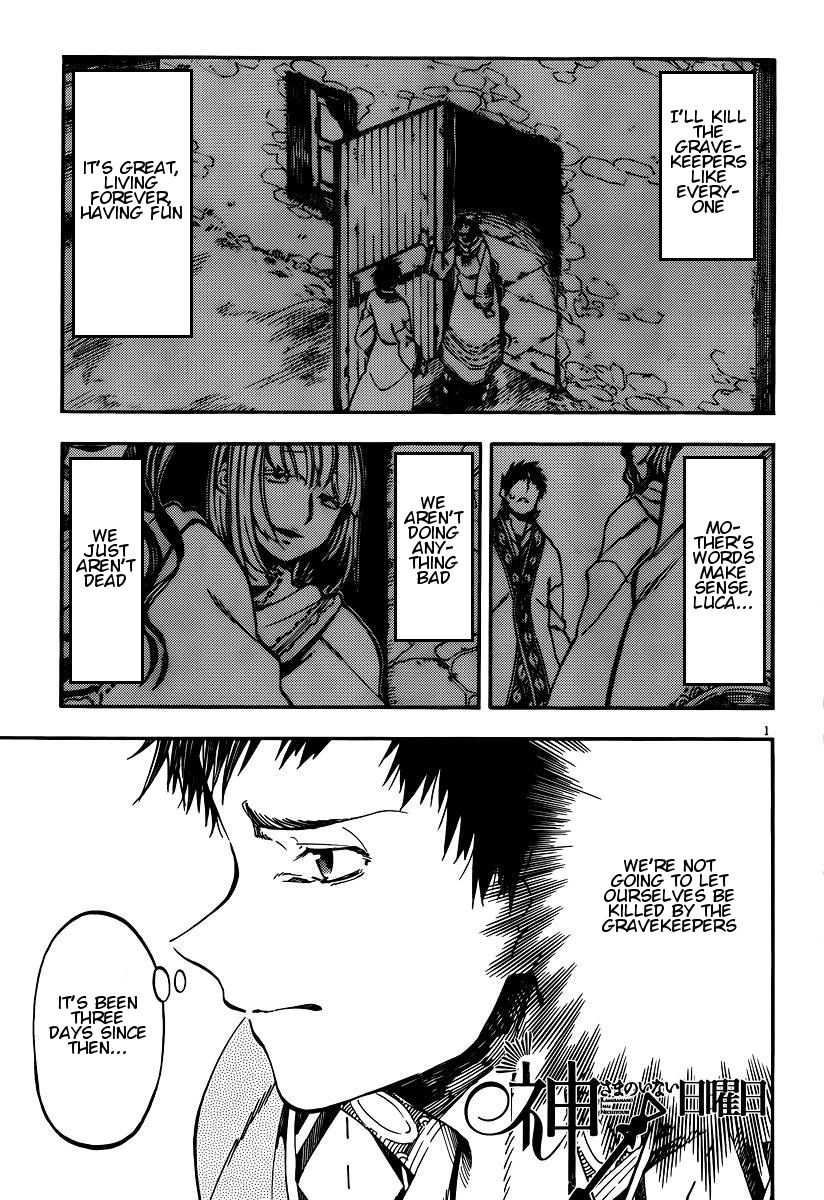 I'LL KILL
THE
GRAVE-
KEEPERS
LIKE
EVERY-
ONE
IT'S GREAT,
LIVING
FOREVER,
HAVING FUN
MO-
THER'S
WORDS
MAKE
SENSE,
LUCA...
WE
AREN'T
DOING
ANY-
THING
BAD
WE
JUST
AREN'T
DEAD
1
WE'RE NOT
GOING TO LET
OURSELVES BE
KILLED BY THE
GRAVEKEEPERS
IT'S BEEN
THREE
DAYS SINCE
THEN...
神さまのいない日曜日